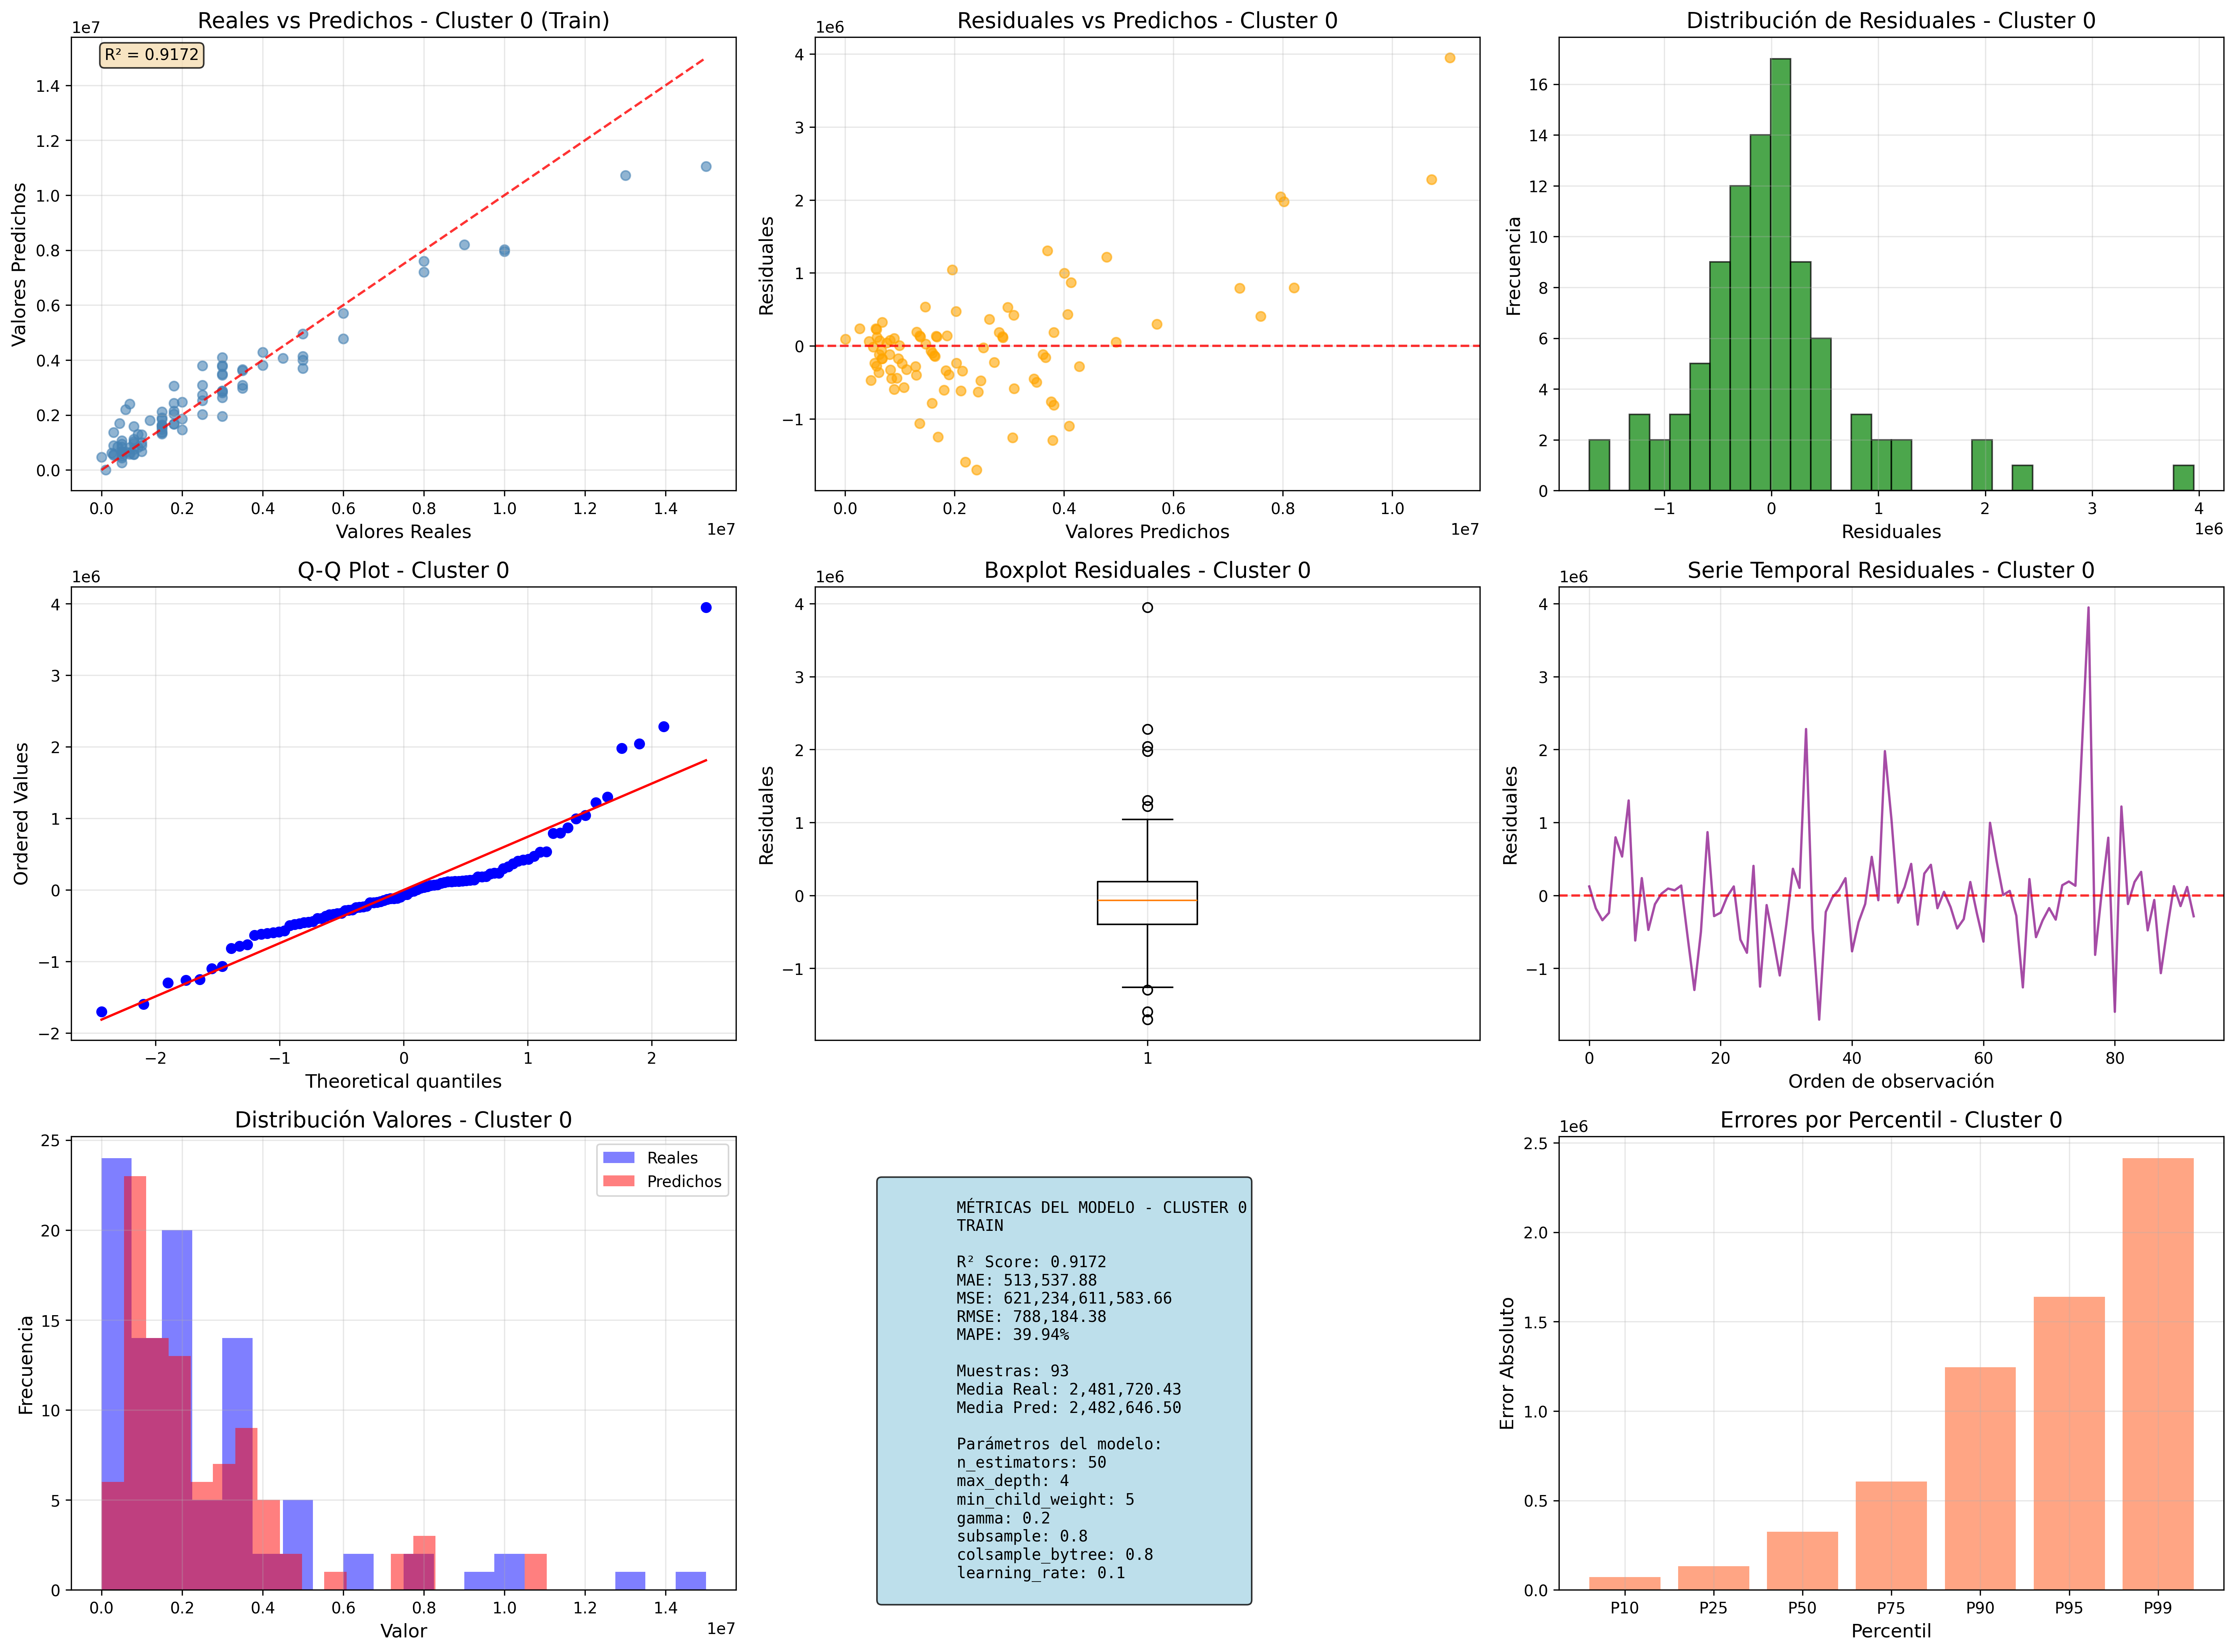 Reales vs Predichos - Cluster 0 (Train)
1e7
R² = 0.9172
1.4
1.2
1.0
0.8
0.6
0.4
0.2
0.0
Valores Predichos
0.0 0.2 0.4 0.6 0.8 1.0 1.2 1.4
1e7
Valores Reales
Residuales vs Predichos - Cluster 0
1e6
4
3
2
1
0
−1
Residuales
0.0 0.2 0.4 0.6 0.8 1.0
1e7
Valores Predichos
Distribución de Residuales - Cluster 0
16
14
12
10
8
6
4
2
0
Frecuencia
−1 0 1 2 3 4
1e6
Residuales
Q-Q Plot - Cluster 0
1e6
4
3
2
1
0
−1
−2
Ordered Values
−2 −1 0 1 2
Theoretical quantiles
Boxplot Residuales - Cluster 0
1e6
4
3
2
1
0
−1
Residuales
1
Serie Temporal Residuales - Cluster 0
1e6
4
3
2
1
0
−1
Residuales
0 20 40 60 80
Orden de observación
Distribución Valores - Cluster 0
25
20
15
10
5
0
Frecuencia
Reales
Predichos
0.0 0.2 0.4 0.6 0.8 1.0 1.2 1.4
1e7
Valor
MÉTRICAS DEL MODELO - CLUSTER 0
TRAIN
R² Score: 0.9172
MAE: 513,537.88
MSE: 621,234,611,583.66
RMSE: 788,184.38
MAPE: 39.94%
Muestras: 93
Media Real: 2,481,720.43
Media Pred: 2,482,646.50
Parámetros del modelo:
n_estimators: 50
max_depth: 4
min_child_weight: 5
gamma: 0.2
subsample: 0.8
colsample_bytree: 0.8
learning_rate: 0.1
Errores por Percentil - Cluster 0
1e6
2.5
2.0
1.5
1.0
0.5
0.0
Error Absoluto
P10 P25 P50 P75 P90 P95 P99
Percentil